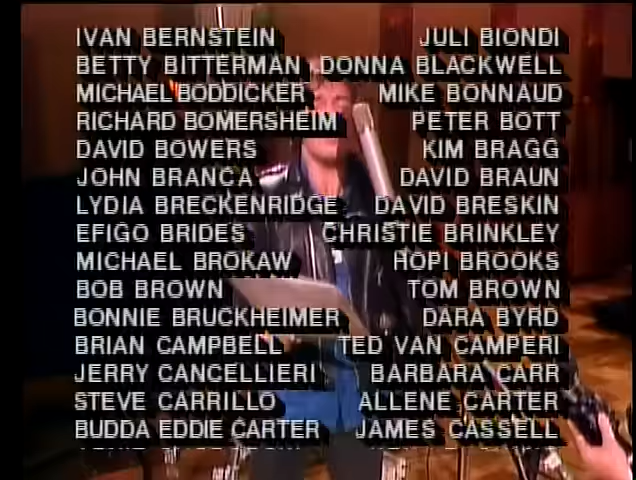 IVAN BERNSTEIN JULI BIONDI
BETTY BITTERMAN DONNA BLACKWELL
MICHAEL BODDICKER MIKE BONNAUD
RICHARD BOMERSHEIM PETER BOTT
DAVID BOWERS KIM BRAGG
JOHN BRANCA DAVID BRAUN
LYDIA BRECKENRIDGE DAVID BRESKIN
EFIGO BRIDES CHRISTIE BRINKLEY
MICHAEL BROKAW HOPI BROOKS
BOB BROWN TOM BROWN
BONNIE BRUCKHEIMER DARA BYRD
BRIAN CAMPBELL TED VAN CAMPERI
JERRY CANCELLIERI BARBARA CARR
STEVE CARRILLO ALLENE CARTER
BUDDA EDDIE CARTER JAMES CASSELL